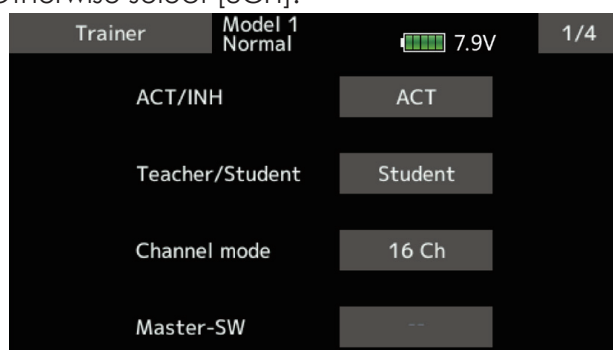 Otherwise select [8CH].
Trainer Model 1 Normal 7.9V 1/4
ACT/INH ACT
Teacher/Student Student
Channel mode 16 Ch
Master-SW --